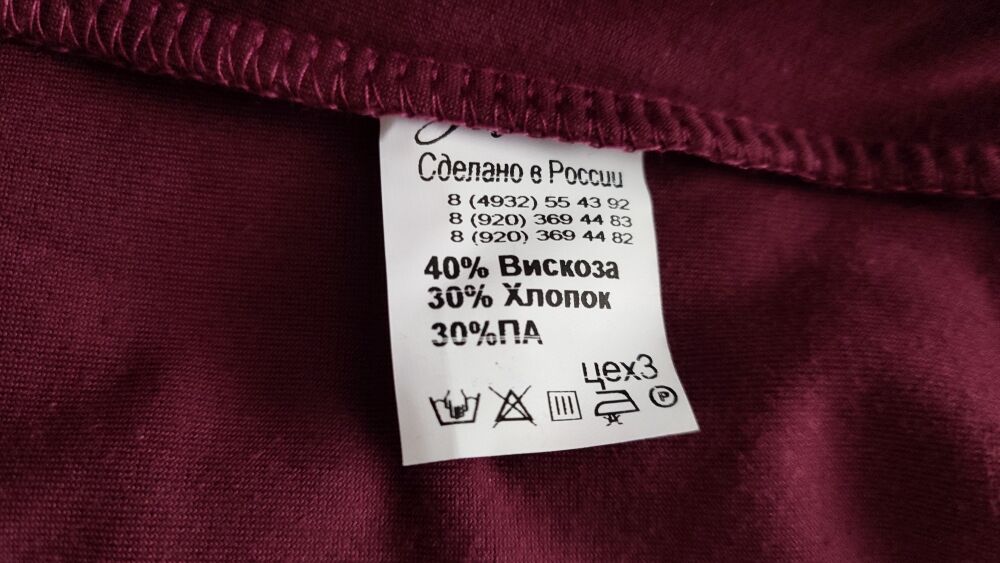 Сделано в России
8 (4932) 55 43 92
8 (920) 369 44 83
8 (920) 369 44 82
40% Вискоза
30% Хлопок
30%ПА
цех3
P